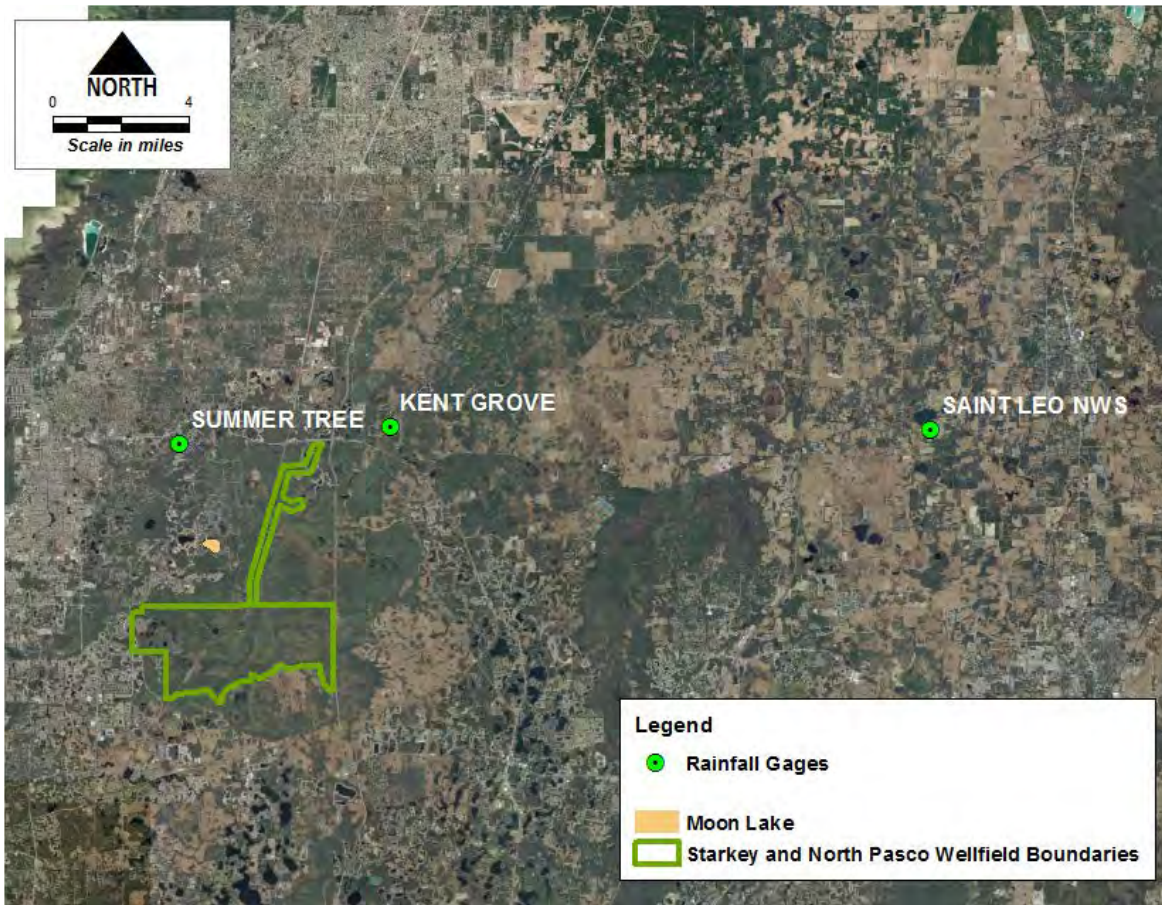 NORTH
0 4
Scale in miles
KENT GROVE
SUMMER TREE
SAINT LEO NWS
Legend
Rainfall Gages
Moon Lake
Starkey and North Pasco Wellfield Boundaries